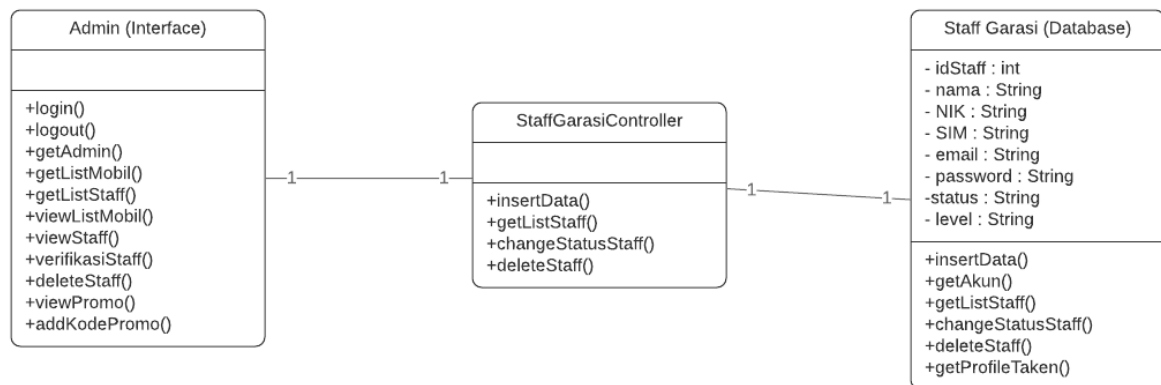 Admin (Interface)
+login()
+logout()
+getAdmin()
+getListMobil()
+getListStaff()
+viewListMobil()
+viewStaff()
+verifikasiStaff()
+deleteStaff()
+viewPromo()
+addKodePromo()
1
1
StaffGarasiController
+insertData()
+getListStaff()
+changeStatusStaff()
+deleteStaff()
1
1
Staff Garasi (Database)
- idStaff : int
- nama : String
- NIK : String
- SIM : String
- email : String
- password : String
-status : String
- level : String
+insertData()
+getAkun()
+getListStaff()
+changeStatusStaff()
+deleteStaff()
+getProfileTaken()